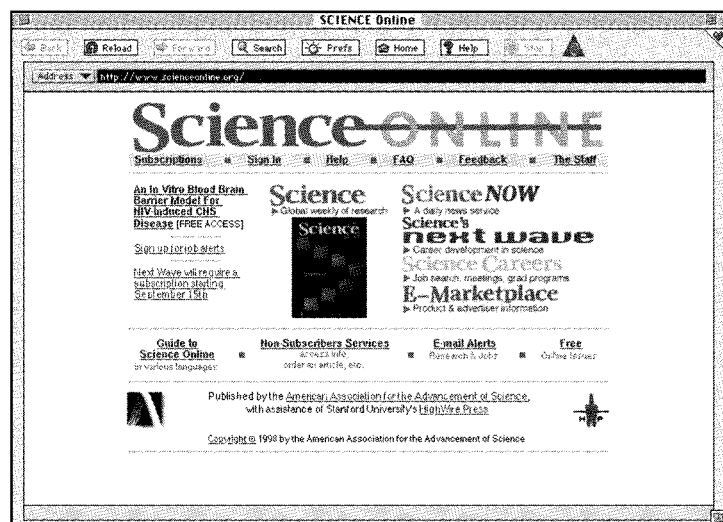 SCIENCE Online
Back Reload Forward Search Prefs Home Help Stop
Address http://www.scienceonline.org/
Science ONLINE
Subscriptions Sign In Help FAQ Feedback The Staff
An In Vitro Blood Brain
Barrier Model For
HIV-Induced CNS
Disease [FREE ACCESS]
Sign up for job alerts
Next Wave will require a
subscription starting
September 15th
Science
Global weekly of research
Science
Science NOW
A daily news service
Science's
next wave
Career development in science
Science Careers
Job search, meetings, grad programs
E-Marketplace
Product & advertiser information
Guide to
Science Online
in various languages
Non-Subscribers Services
access info,
order an article, etc.
E-mail Alerts
Research & Jobs
Free
Online Issues
Published by the American Association for the Advancement of Science,
with assistance of Stanford University's HighWire Press
H P
Copyright © 1998 by the American Association for the Advancement of Science